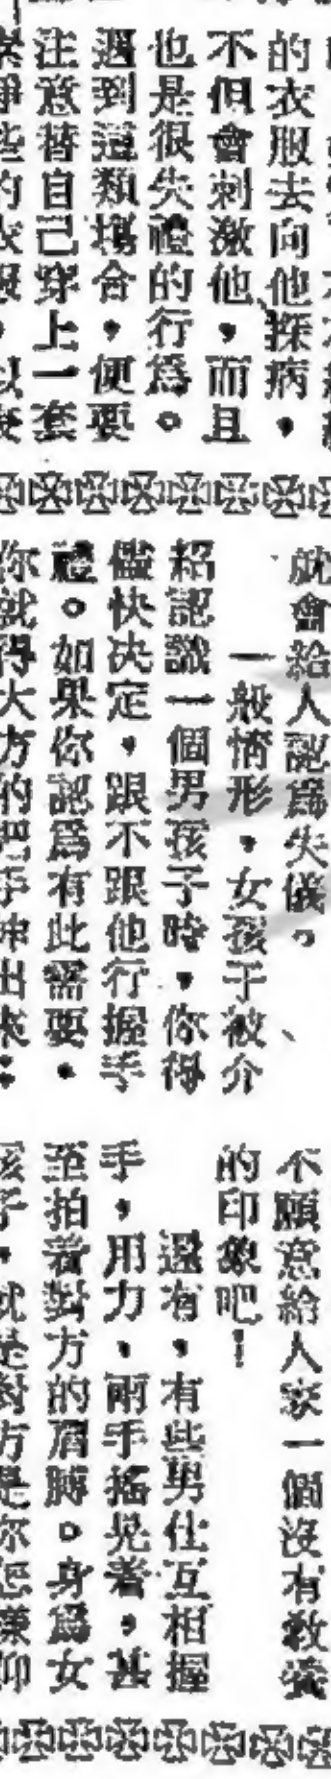 的衣服去向他探病，
不但會刺激他，而且
也是很失禮的行爲。
遇到這類場合，便要
注意替自己穿上一套
就會給人認爲失儀。
一般情形，女孩子被介
紹認識一個男孩子時，你得
儘快決定，跟不跟他行握手
禮。如果你認爲有此需要，
你就得大方的把手伸出來；
不願意給人家一個沒有敎養
的印象吧！
還有，有些男仕互相握
手，用力、兩手搖晃着，甚
至拍着對方的肩膊。身爲女
孩子，就是對方是你怎樣仰